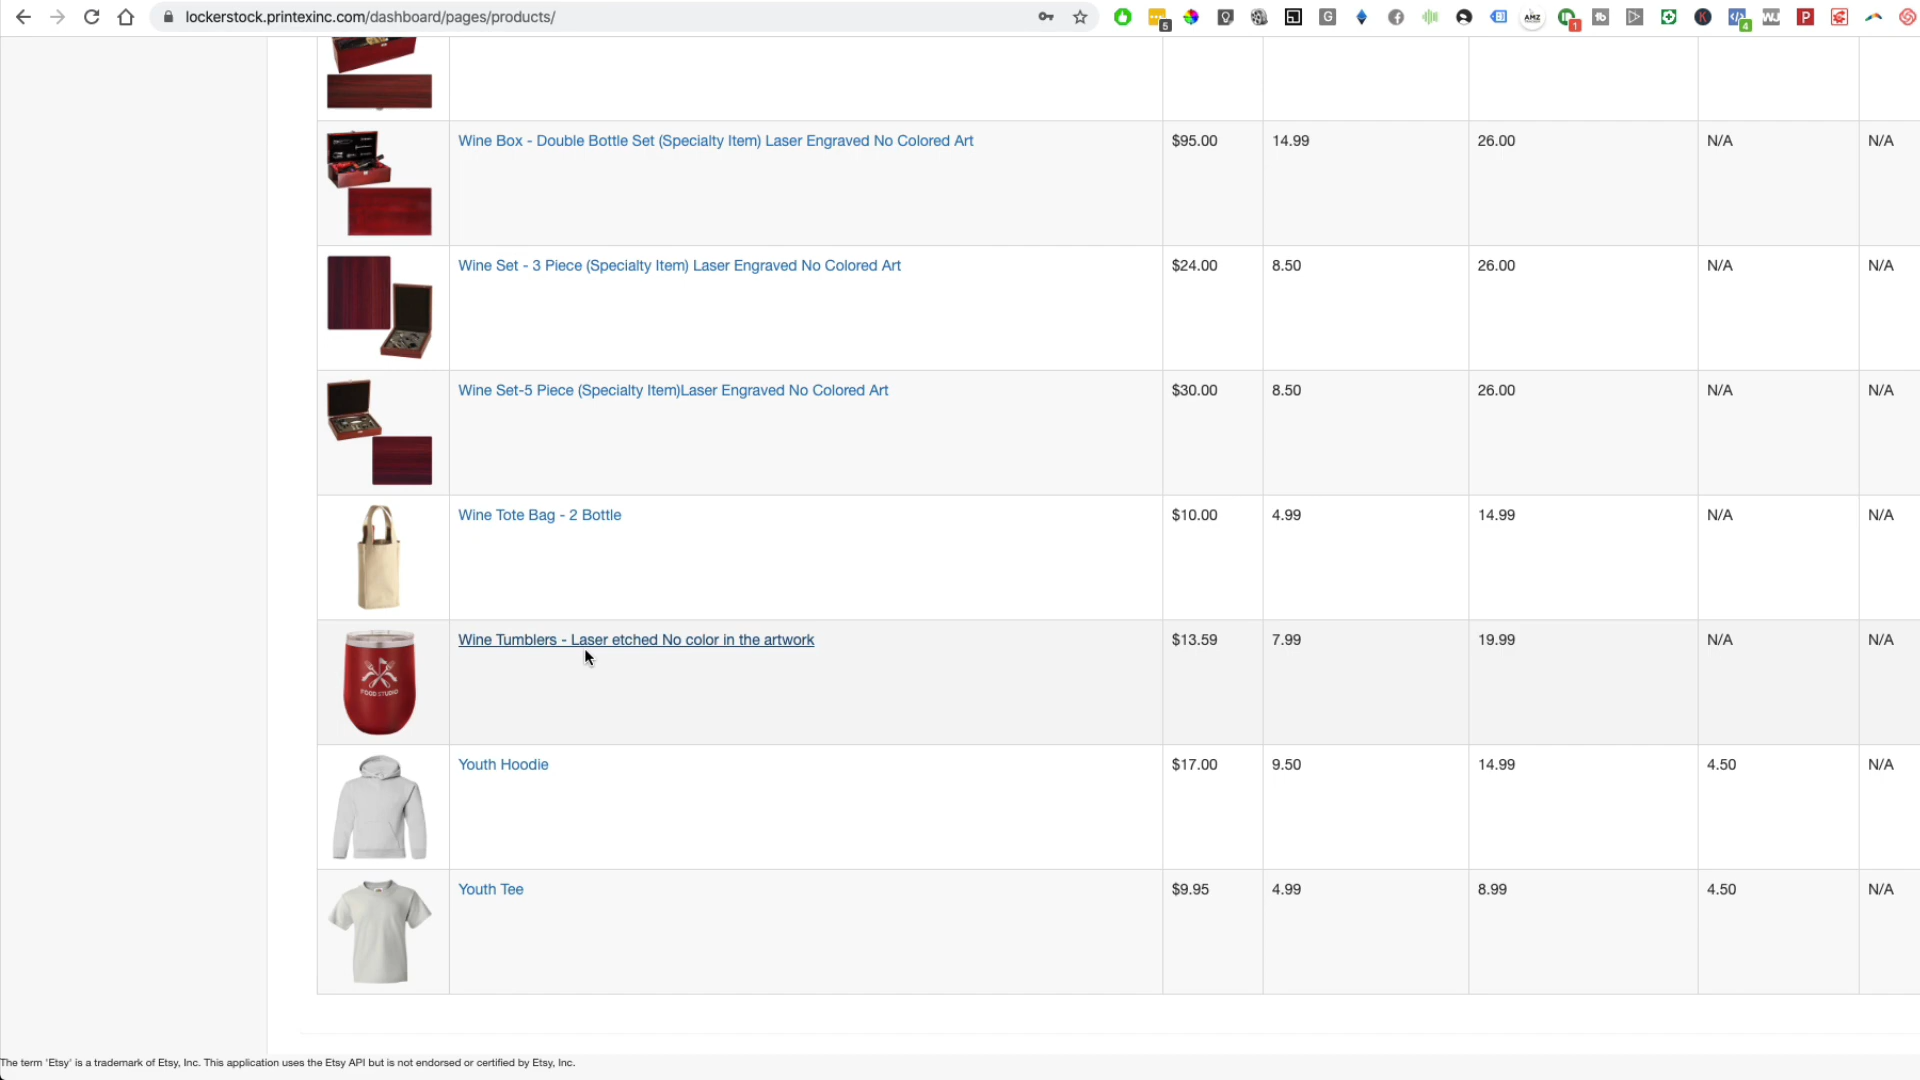 lockerstock.printexinc.com/dashboard/pages/products/
Wine Box - Double Bottle Set (Specialty Item) Laser Engraved No Colored Art $95.00 14.99 26.00 N/A N/A
Wine Set - 3 Piece (Specialty Item) Laser Engraved No Colored Art $24.00 8.50 26.00 N/A N/A
Wine Set-5 Piece (Specialty Item)Laser Engraved No Colored Art $30.00 8.50 26.00 N/A N/A
Wine Tote Bag - 2 Bottle $10.00 4.99 14.99 N/A N/A
Wine Tumblers - Laser etched No color in the artwork $13.59 7.99 19.99 N/A N/A
FOOD STUDIO
Youth Hoodie $17.00 9.50 14.99 4.50 N/A
Youth Tee $9.95 4.99 8.99 4.50 N/A
The term 'Etsy' is a trademark of Etsy, Inc. This application uses the Etsy API but is not endorsed or certified by Etsy, Inc.